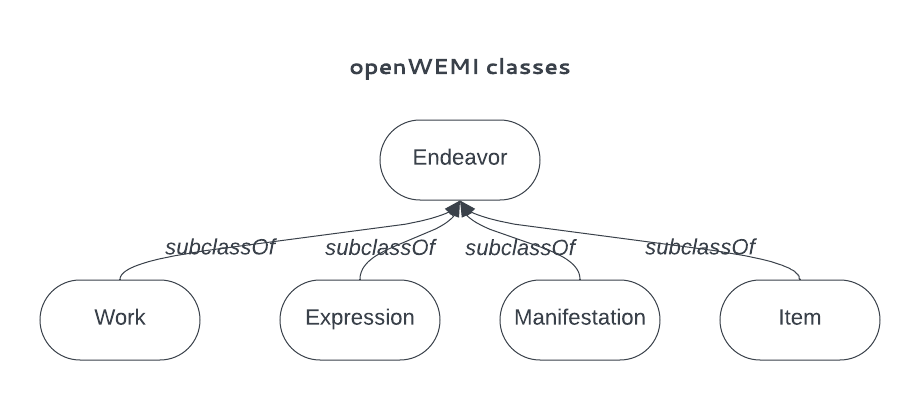 openWEMI classes
Endeavor
subclassOf subclassOf subclassOf subclassOf
Work Expression Manifestation Item